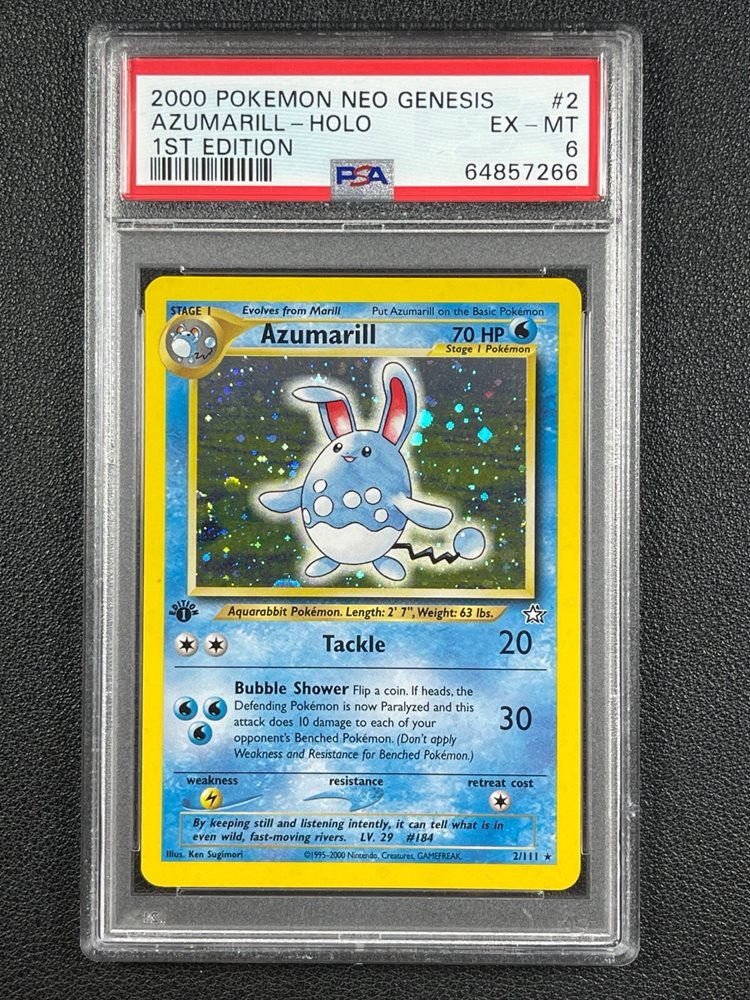 2000 POKEMON NEO GENESIS #2
AZUMARILL - HOLO EX - MT
1ST EDITION 6
PSA 64857266
STAGE 1 Evolves from Marill Put Azumarill on the Basic Pokémon
Azumarill 70 HP
Stage 1 Pokémon
EDITION 1
Aquarabbit Pokémon. Length: 2' 7", Weight: 63 lbs.
Tackle 20
Bubble Shower Flip a coin. If heads, the
Defending Pokémon is now Paralyzed and this
attack does 10 damage to each of your
opponent's Benched Pokémon. (Don't apply
Weakness and Resistance for Benched Pokémon.)
30
weakness resistance retreat cost
By keeping still and listening intently, it can tell what is in
even wild, fast-moving rivers. LV. 29 #184
Illus. Ken Sugimori ©1995-2000 Nintendo, Creatures, GAMEFREAK. 2/111 ★